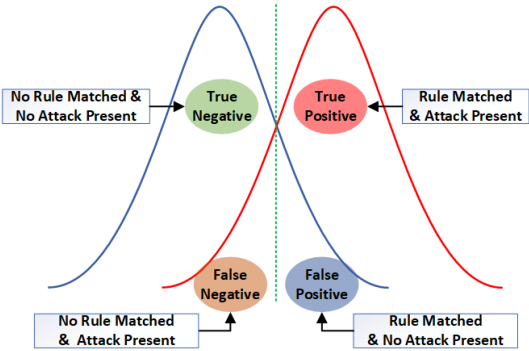 No Rule Matched &
No Attack Present
True
Negative
True
Positive
Rule Matched
& Attack Present
False
Negative
False
Positive
No Rule Matched
& Attack Present
Rule Matched
& No Attack Present